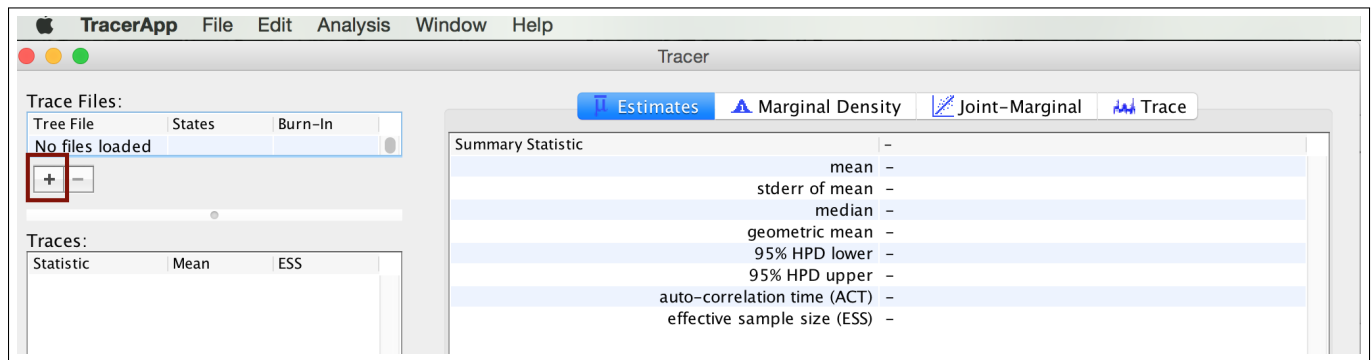 TracerApp File Edit Analysis Window Help
Tracer
Trace Files:
Tree File States Burn-In
No files loaded
+ −
Traces:
Statistic Mean ESS
μ Estimates Marginal Density Joint-Marginal Trace
Summary Statistic –
mean –
stderr of mean –
median –
geometric mean –
95% HPD lower –
95% HPD upper –
auto-correlation time (ACT) –
effective sample size (ESS) –